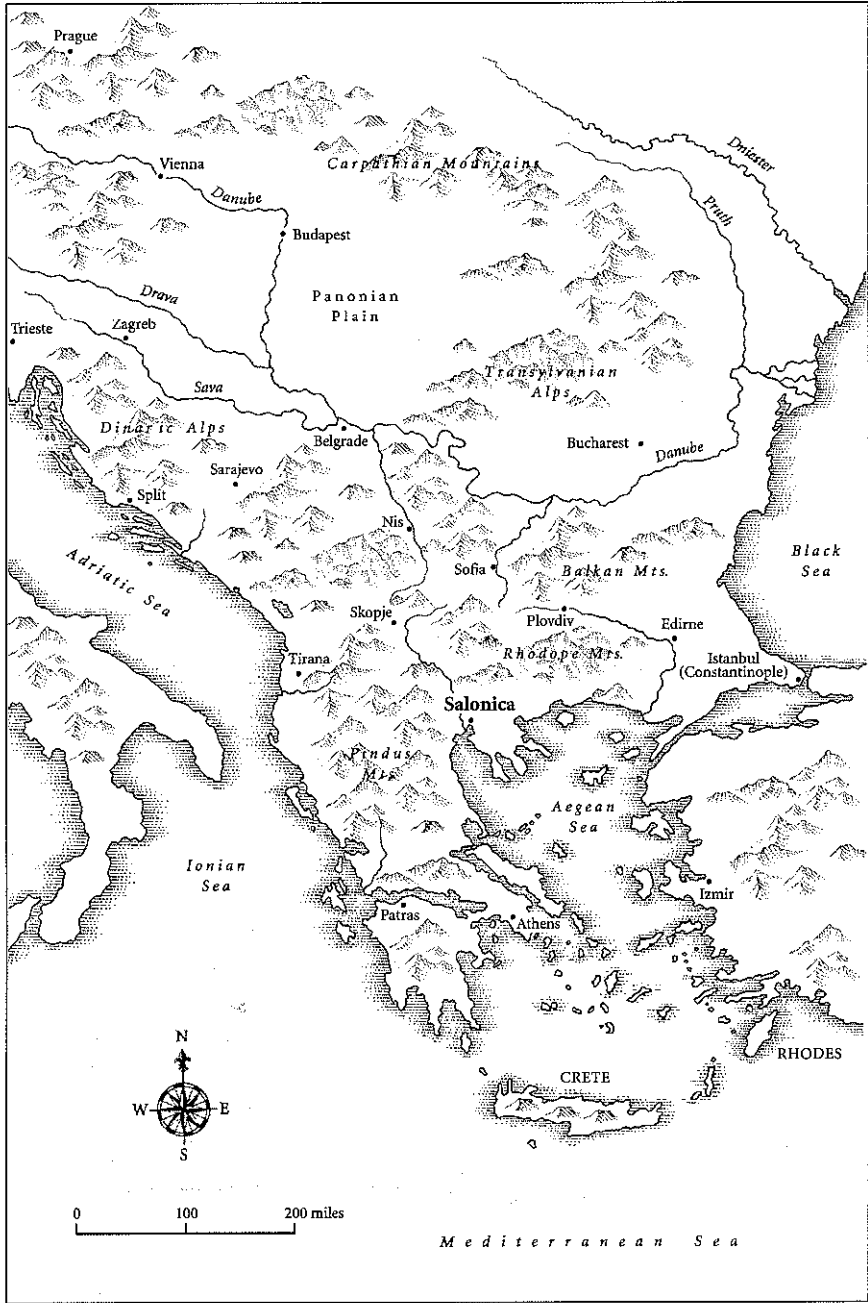 Prague
Dniester
Carpathian Mounrains
Vienna
Danube
Pruth
Budapest
Drava
Panonian
Plain
Trieste
Zagreb
Transylvanian
Alps
Sava
Dinaric Alps
Belgrade
Bucharest
Danube
Sarajevo
Split
Nis
Adriatic Sea
Sofia
Balkan Mts.
Black
Sea
Skopje
Plovdiv
Edirne
Rhodope Mts.
Tirana
Istanbul
(Constantinople)
Salonica
Pindus
Mts.
Aegean
Sea
Ionian
Sea
Izmir
Patras
Athens
RHODES
CRETE
N
W
E
S
0 100 200 miles
Mediterranean Sea